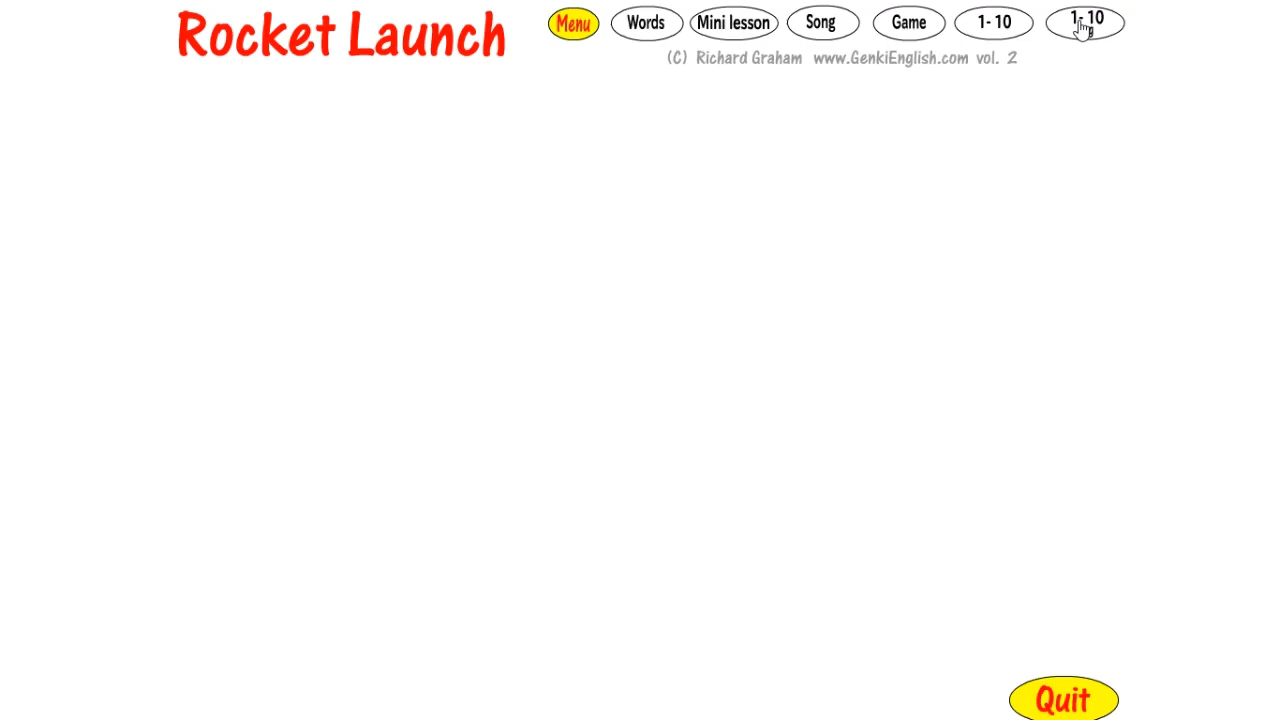 Rocket Launch
Menu
Words
Mini lesson
Song
Game
1- 10
1- 10
(C) Richard Graham www.GenkiEnglish.com vol. 2
Quit